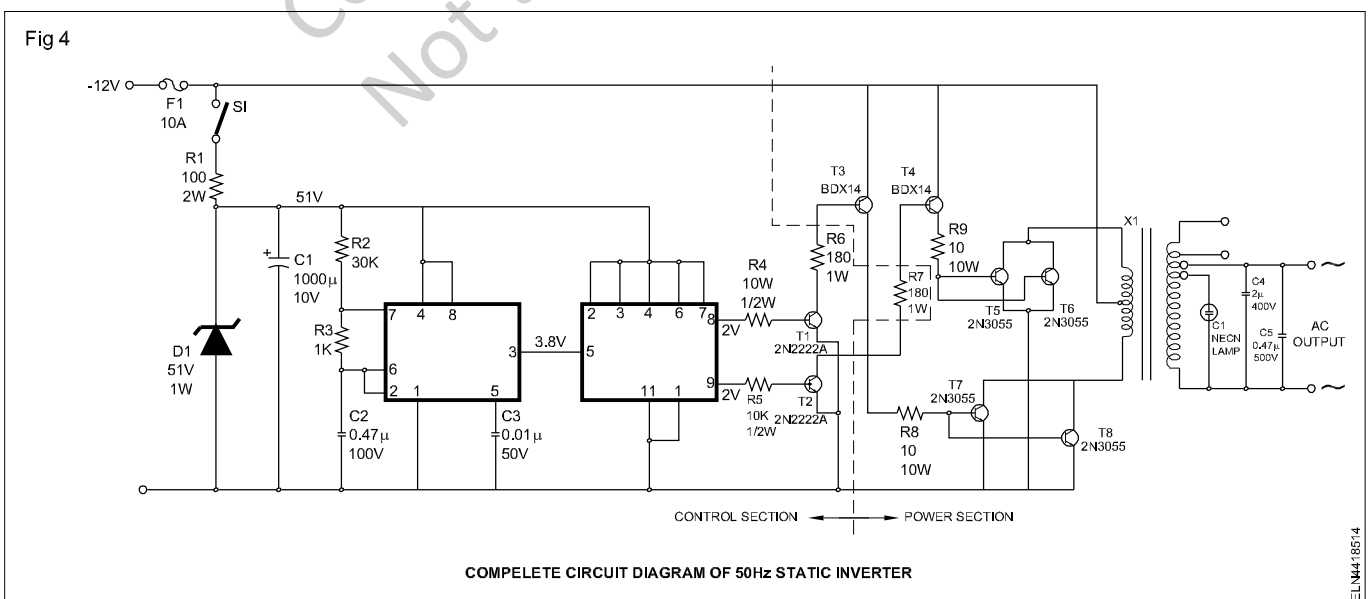 Fig 4
-12V
F1
10A
SI
R1
100
2W
51V
D1
51V
1W
C1
1000µ
10V
R2
30K
R3
1K
C2
0.47µ
100V
7
4
8
6
2
1
5
3
C3
0.01µ
50V
3.8V
2
3
4
6
7
8
5
9
11
1
2V
2V
R4
10W
1/2W
R5
10K
1/2W
T1
2N2222A
T2
2N2222A
R6
180
1W
R7
180
1W
T3
BDX14
T4
BDX14
R9
10
10W
T5
2N3055
T6
2N3055
T7
2N3055
R8
10
10W
T8
2N3055
X1
C1
NECN
LAMP
C4
2µ
400V
C5
0.47µ
500V
AC
OUTPUT
CONTROL SECTION
POWER SECTION
COMPELETE CIRCUIT DIAGRAM OF 50Hz STATIC INVERTER
ELN4418514